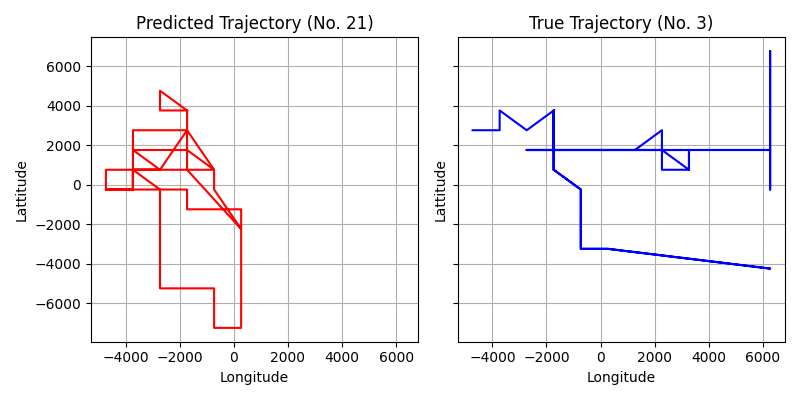 Predicted Trajectory (No. 21)
Lattitude
6000
4000
2000
0
−2000
−4000
−6000
−4000 −2000 0 2000 4000 6000
Longitude
True Trajectory (No. 3)
Lattitude
−4000 −2000 0 2000 4000 6000
Longitude